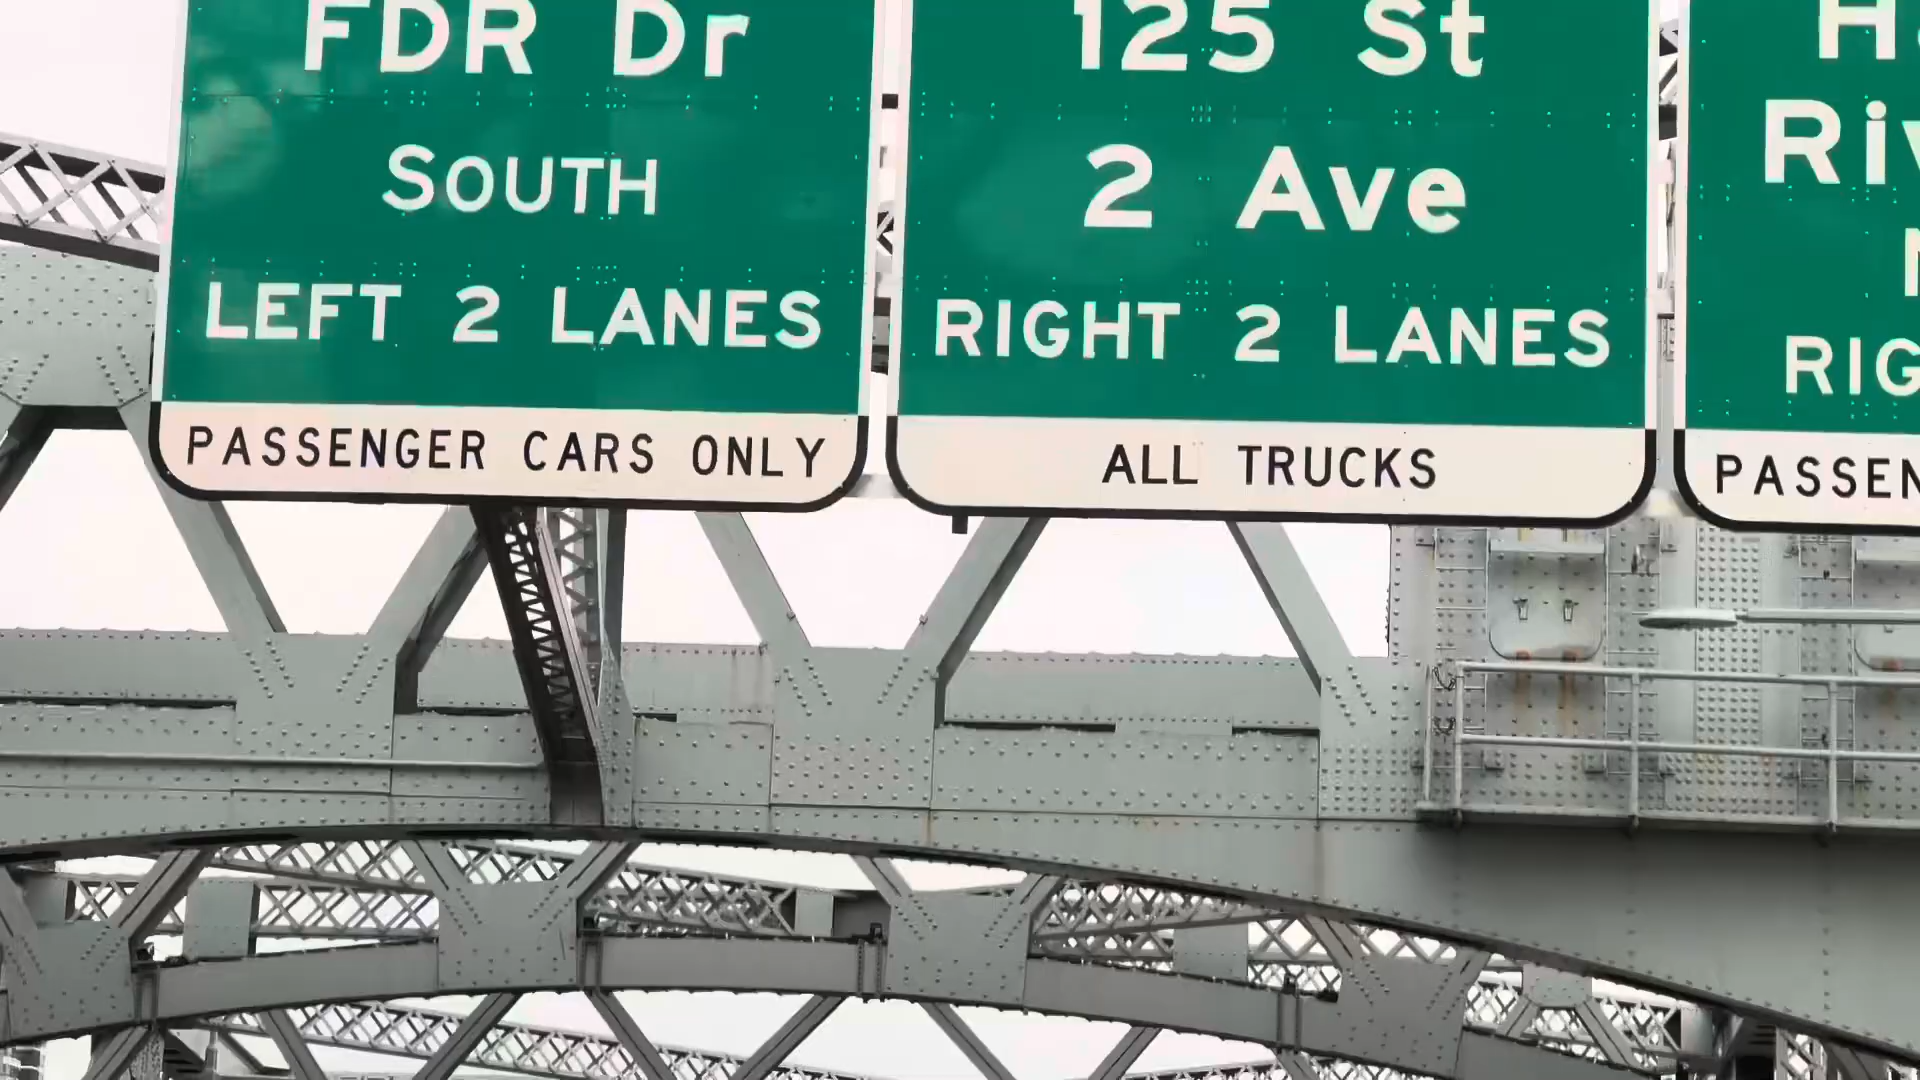 FDR Dr
SOUTH
LEFT 2 LANES
PASSENGER CARS ONLY
125 St
2 Ave
RIGHT 2 LANES
ALL TRUCKS